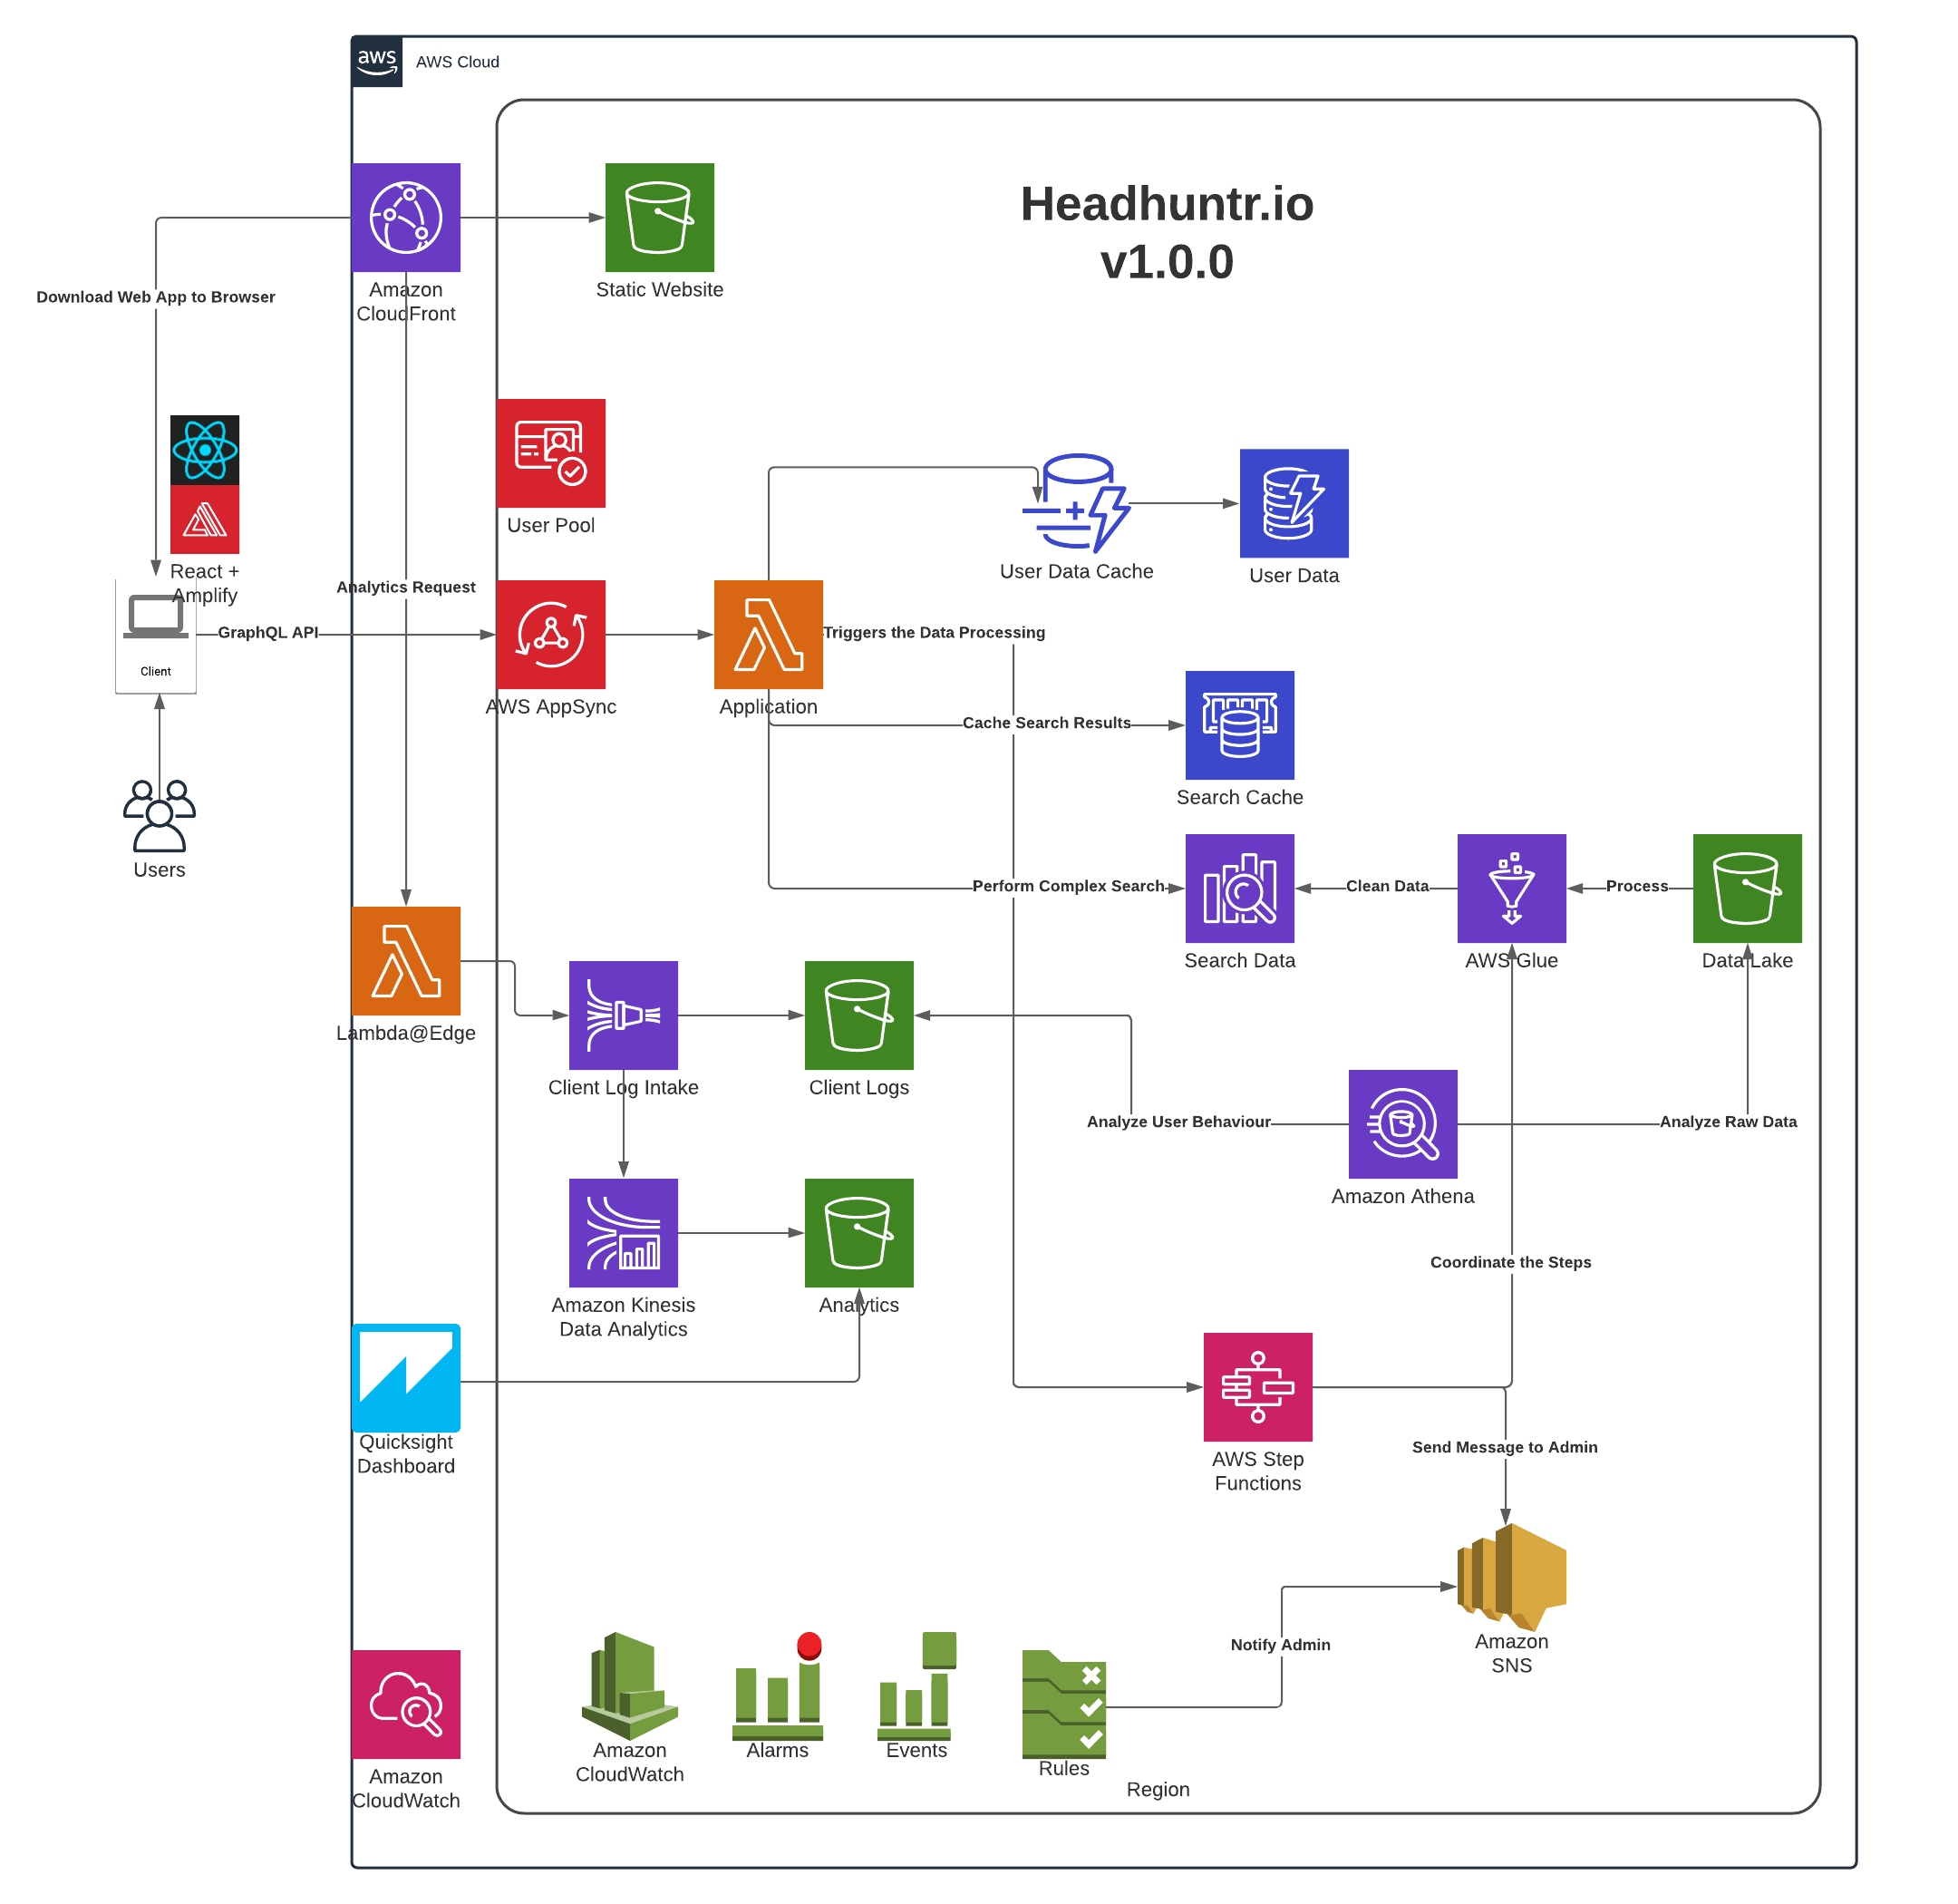 aws
AWS Cloud
Headhuntr.io
v1.0.0
Amazon
CloudFront
Static Website
Download Web App to Browser
React +
Amplify
User Pool
User Data Cache
User Data
Analytics Request
GraphQL API
Triggers the Data Processing
Client
AWS AppSync
Application
Cache Search Results
Search Cache
Users
Perform Complex Search
Clean Data
Process
Search Data
AWS Glue
Data Lake
Lambda@Edge
Client Log Intake
Client Logs
Analyze User Behaviour
Analyze Raw Data
Amazon Athena
Coordinate the Steps
Amazon Kinesis
Data Analytics
Analytics
Quicksight
Dashboard
AWS Step
Functions
Send Message to Admin
Notify Admin
Amazon
SNS
Amazon
CloudWatch
Alarms
Events
Rules
Amazon
CloudWatch
Region